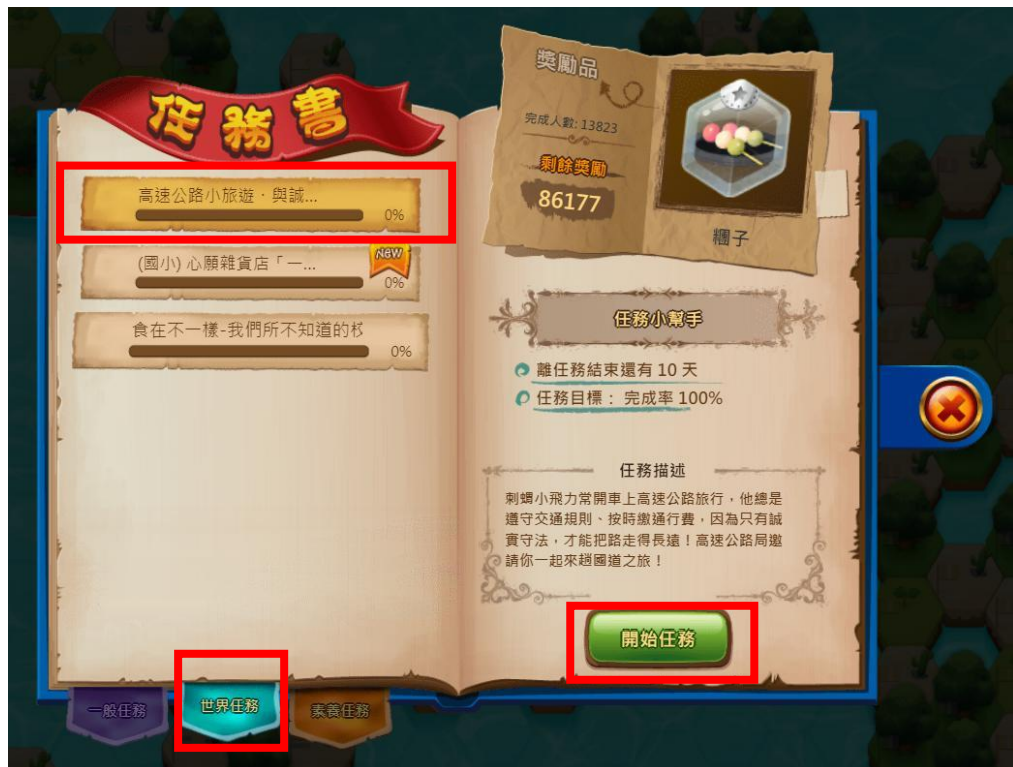 任務書
高速公路小旅遊．與誠...
0%
(國小) 心願雜貨店「一...
NEW
0%
食在不一樣-我們所不知道的
0%
獎勵品
完成人數: 13823
剩餘獎勵
86177
糰子
任務小幫手
離任務結束還有 10 天
任務目標： 完成率 100%
任務描述
刺蝟小飛力常開車上高速公路旅行，他總是
遵守交通規則、按時繳通行費，因為只有誠
實守法，才能把路走得長遠！高速公路局邀
請你一起來趟國道之旅！
開始任務
一般任務
世界任務
素養任務